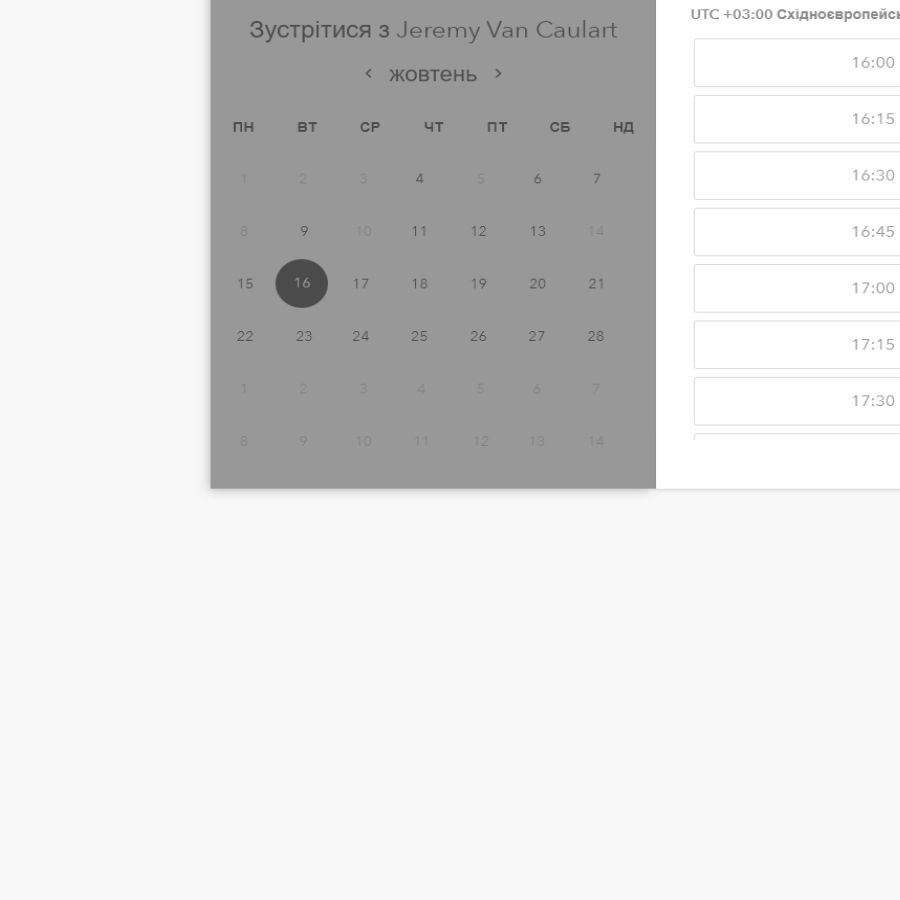 Зустрітися з Jeremy Van Caulart
‹ жовтень ›
ПН ВТ СР ЧТ ПТ СБ НД
1 2 3 4 5 6 7
8 9 10 11 12 13 14
15 16 17 18 19 20 21
22 23 24 25 26 27 28
1 2 3 4 5 6 7
8 9 10 11 12 13 14
UTC +03:00
16:00
16:15
16:30
16:45
17:00
17:15
17:30